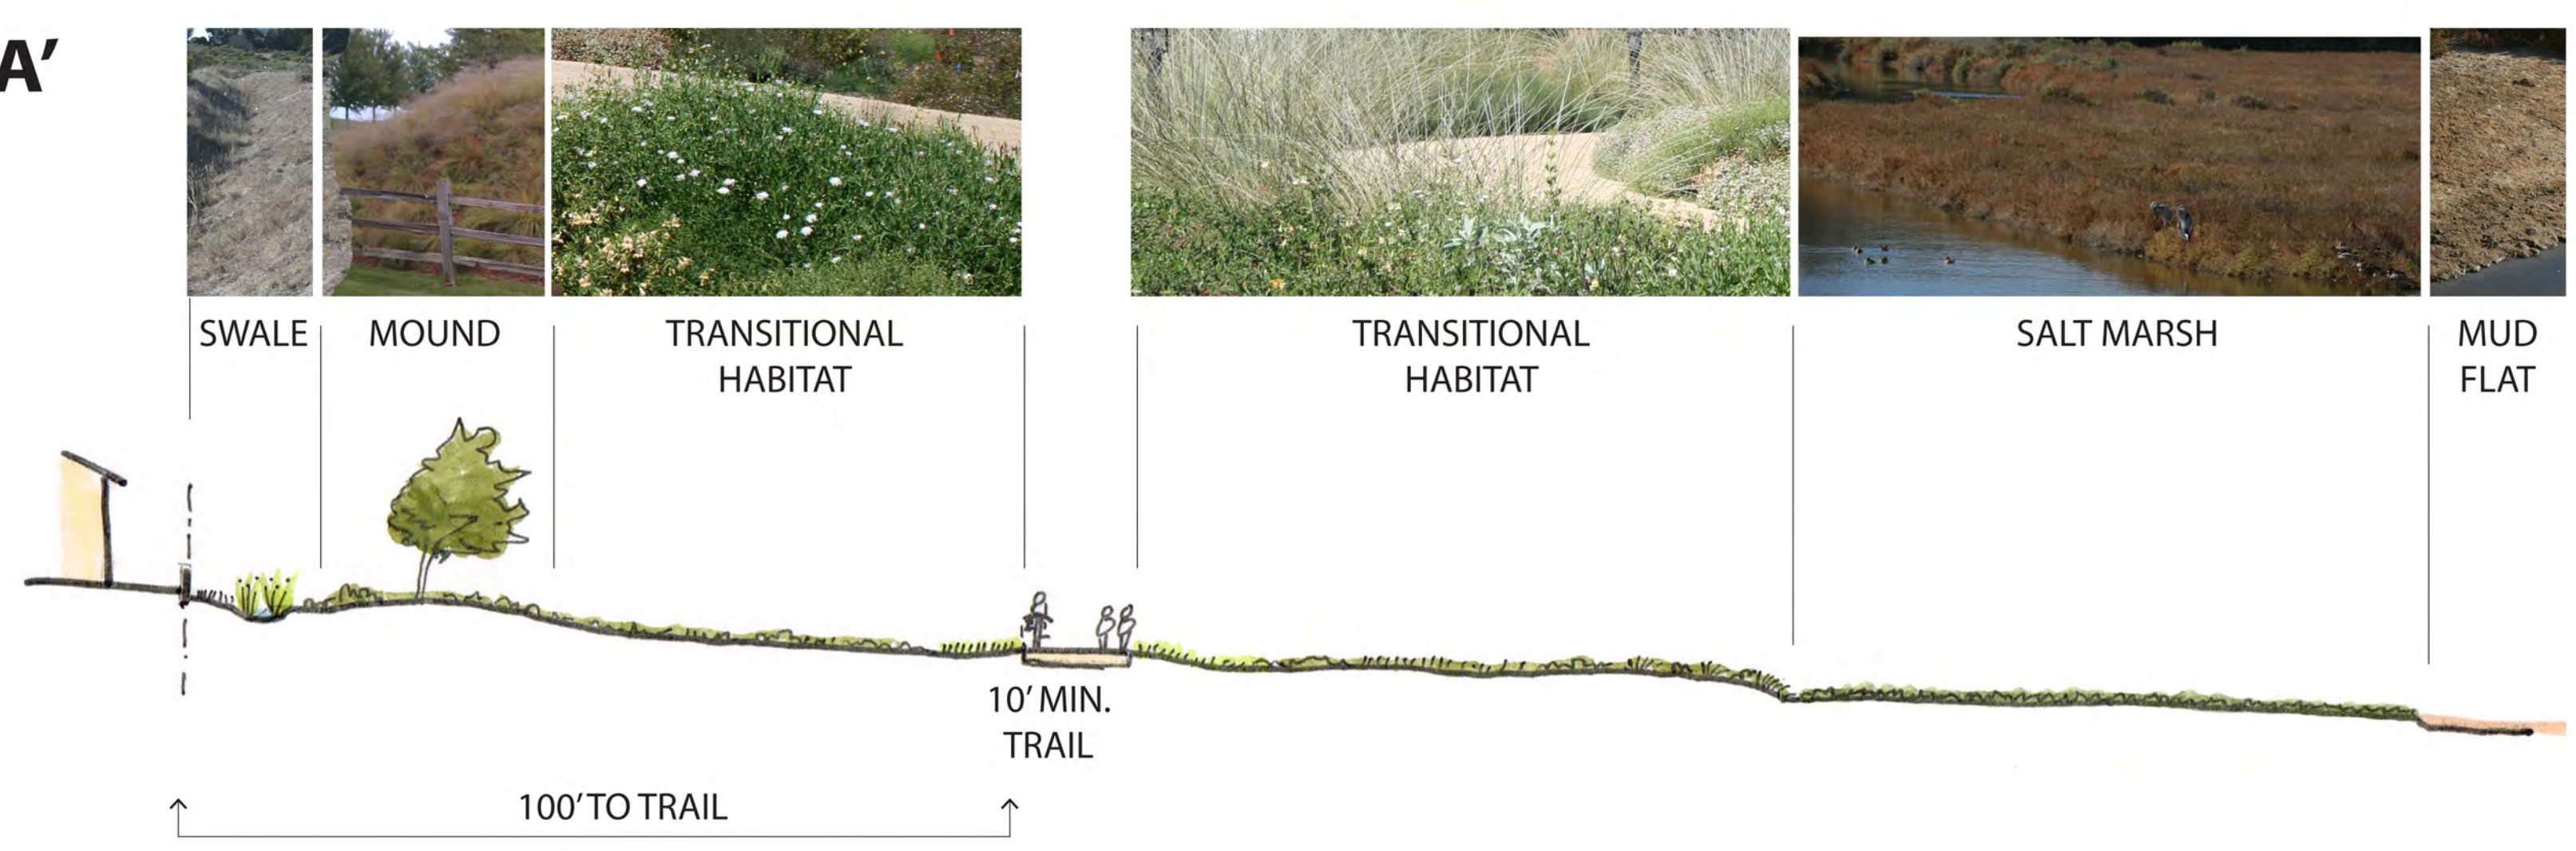 A'
SWALE
MOUND
TRANSITIONAL
HABITAT
TRANSITIONAL
HABITAT
SALT MARSH
MUD
FLAT
10' MIN.
TRAIL
100' TO TRAIL